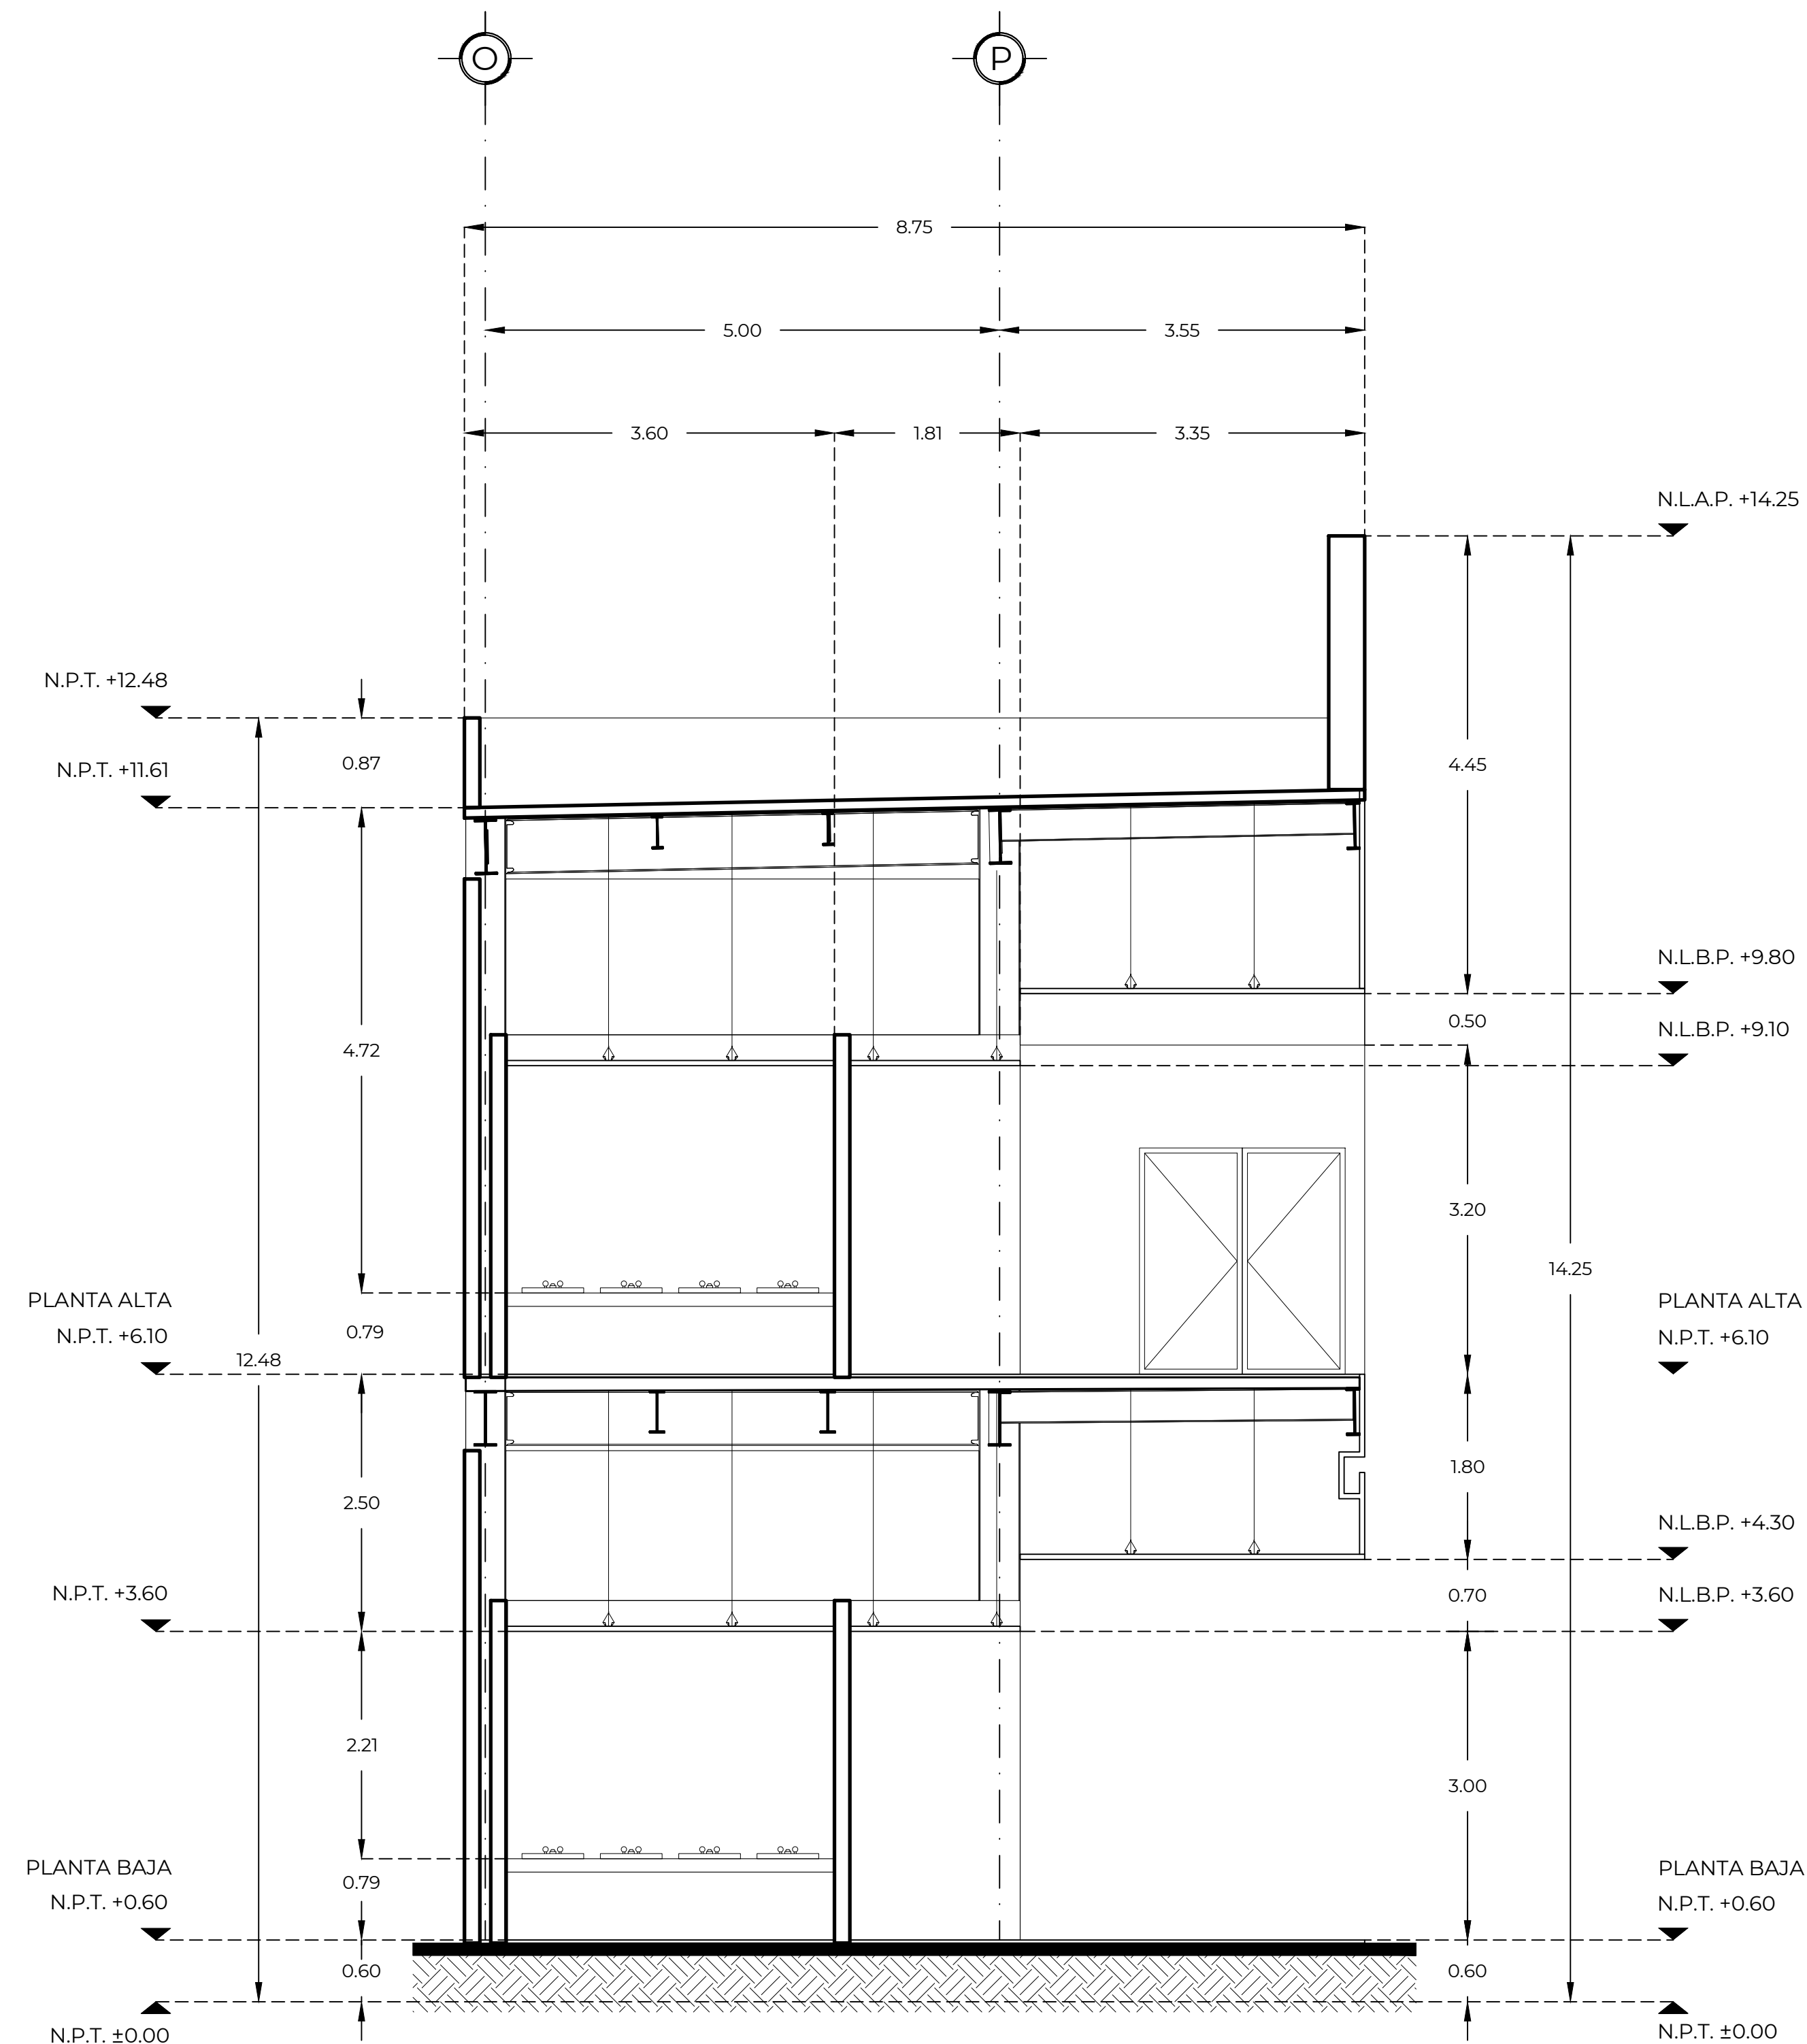 O
P
8.75
5.00
3.55
3.60
1.81
3.35
N.L.A.P. +14.25
N.P.T. +12.48
0.87
4.45
N.P.T. +11.61
N.L.B.P. +9.80
0.50
N.L.B.P. +9.10
4.72
3.20
14.25
PLANTA ALTA
N.P.T. +6.10
0.79
12.48
PLANTA ALTA
N.P.T. +6.10
1.80
2.50
N.L.B.P. +4.30
N.P.T. +3.60
0.70
N.L.B.P. +3.60
2.21
3.00
PLANTA BAJA
N.P.T. +0.60
0.79
PLANTA BAJA
N.P.T. +0.60
0.60
0.60
N.P.T. ±0.00
N.P.T. ±0.00